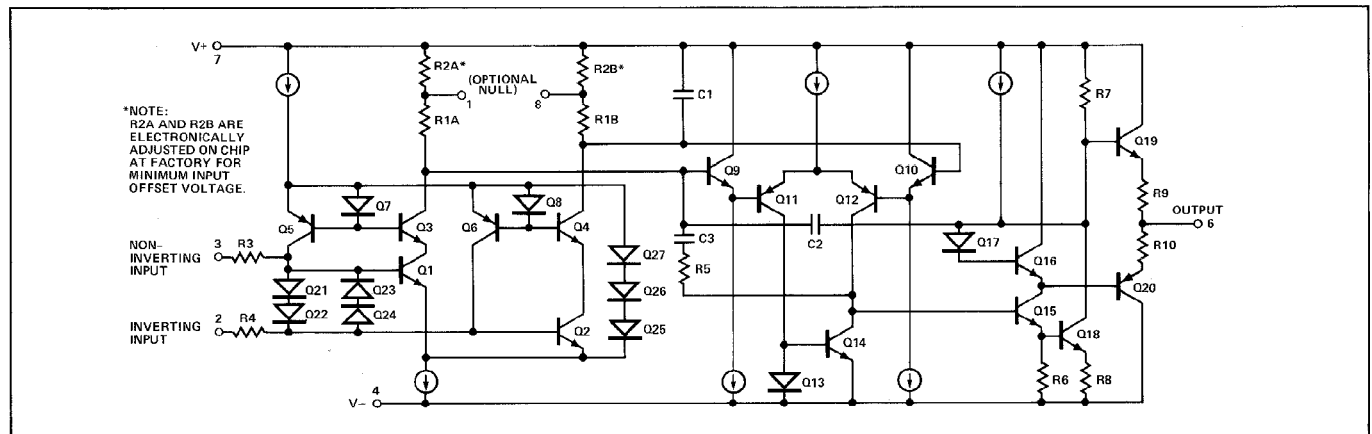 V+
7
R2A*
(OPTIONAL
NULL)
1
8
R2B*
C1
R1A
R1B
R7
*NOTE:
R2A AND R2B ARE
ELECTRONICALLY
ADJUSTED ON CHIP
AT FACTORY FOR
MINIMUM INPUT
OFFSET VOLTAGE.
Q9
Q10
Q19
Q11
Q12
Q7
Q8
Q5
Q3
Q6
Q4
R9
OUTPUT
6
NON-
INVERTING
INPUT
3
R3
Q1
C3
C2
Q17
Q16
R10
Q27
Q21
Q23
R5
Q26
Q20
Q22
Q24
Q15
INVERTING
INPUT
2
R4
Q2
Q25
Q18
Q14
Q13
R6
R8
V-
4